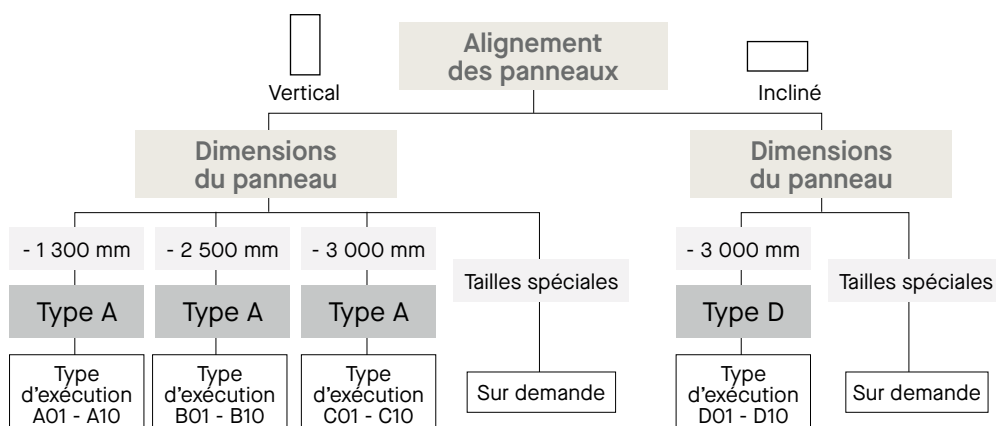 Alignement
des panneaux
Vertical
Incliné
Dimensions
du panneau
Dimensions
du panneau
- 1 300 mm
- 2 500 mm
- 3 000 mm
Tailles spéciales
- 3 000 mm
Tailles spéciales
Type A
Type A
Type A
Type D
Type
d'exécution
A01 - A10
Type
d'exécution
B01 - B10
Type
d'exécution
C01 - C10
Sur demande
Type
d'exécution
D01 - D10
Sur demande